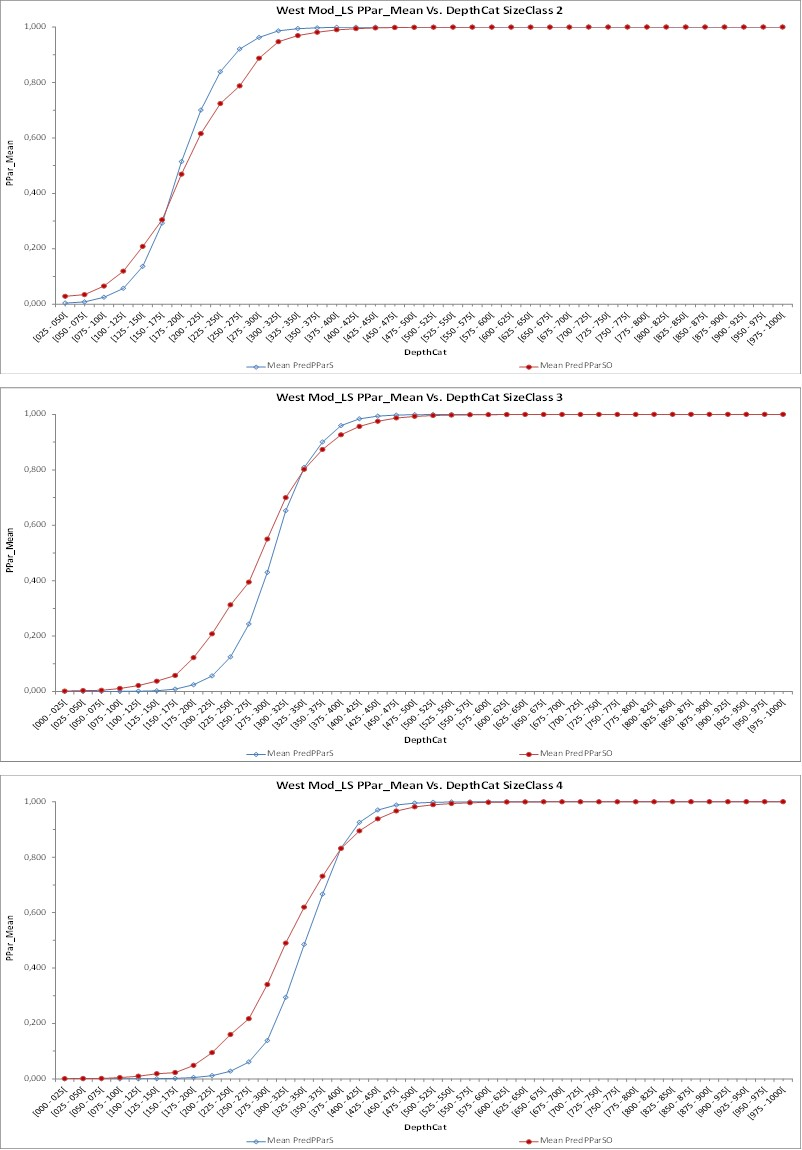 West Mod_LS PPar_Mean Vs. DepthCat SizeClass 2
1,000
0,800
0,600
0,400
0,200
0,000
PPar_Mean
[025 - 050[
[050 - 075[
[075 - 100[
[100 - 125[
[125 - 150[
[150 - 175[
[175 - 200[
[200 - 225[
[225 - 250[
[250 - 275[
[275 - 300[
[300 - 325[
[325 - 350[
[350 - 375[
[375 - 400[
[400 - 425[
[425 - 450[
[450 - 475[
[475 - 500[
[500 - 525[
[525 - 550[
[550 - 575[
[575 - 600[
[600 - 625[
[625 - 650[
[650 - 675[
[675 - 700[
[700 - 725[
[725 - 750[
[750 - 775[
[775 - 800[
[800 - 825[
[825 - 850[
[850 - 875[
[875 - 900[
[900 - 925[
[925 - 950[
[950 - 975[
[975 - 1000[
DepthCat
Mean PredPParS
Mean PredPParSO
West Mod_LS PPar_Mean Vs. DepthCat SizeClass 3
1,000
0,800
0,600
0,400
0,200
0,000
PPar_Mean
[000 - 025[
[025 - 050[
[050 - 075[
[075 - 100[
[100 - 125[
[125 - 150[
[150 - 175[
[175 - 200[
[200 - 225[
[225 - 250[
[250 - 275[
[275 - 300[
[300 - 325[
[325 - 350[
[350 - 375[
[375 - 400[
[400 - 425[
[425 - 450[
[450 - 475[
[475 - 500[
[500 - 525[
[525 - 550[
[550 - 575[
[575 - 600[
[600 - 625[
[625 - 650[
[650 - 675[
[675 - 700[
[700 - 725[
[725 - 750[
[750 - 775[
[775 - 800[
[800 - 825[
[825 - 850[
[850 - 875[
[875 - 900[
[900 - 925[
[925 - 950[
[950 - 975[
[975 - 1000[
DepthCat
Mean PredPParS
Mean PredPParSO
West Mod_LS PPar_Mean Vs. DepthCat SizeClass 4
1,000
0,800
0,600
0,400
0,200
0,000
PPar_Mean
[000 - 025[
[025 - 050[
[050 - 075[
[075 - 100[
[100 - 125[
[125 - 150[
[150 - 175[
[175 - 200[
[200 - 225[
[225 - 250[
[250 - 275[
[275 - 300[
[300 - 325[
[325 - 350[
[350 - 375[
[375 - 400[
[400 - 425[
[425 - 450[
[450 - 475[
[475 - 500[
[500 - 525[
[525 - 550[
[550 - 575[
[575 - 600[
[600 - 625[
[625 - 650[
[650 - 675[
[675 - 700[
[700 - 725[
[725 - 750[
[750 - 775[
[775 - 800[
[800 - 825[
[825 - 850[
[850 - 875[
[875 - 900[
[900 - 925[
[925 - 950[
[950 - 975[
[975 - 1000[
DepthCat
Mean PredPParS
Mean PredPParSO